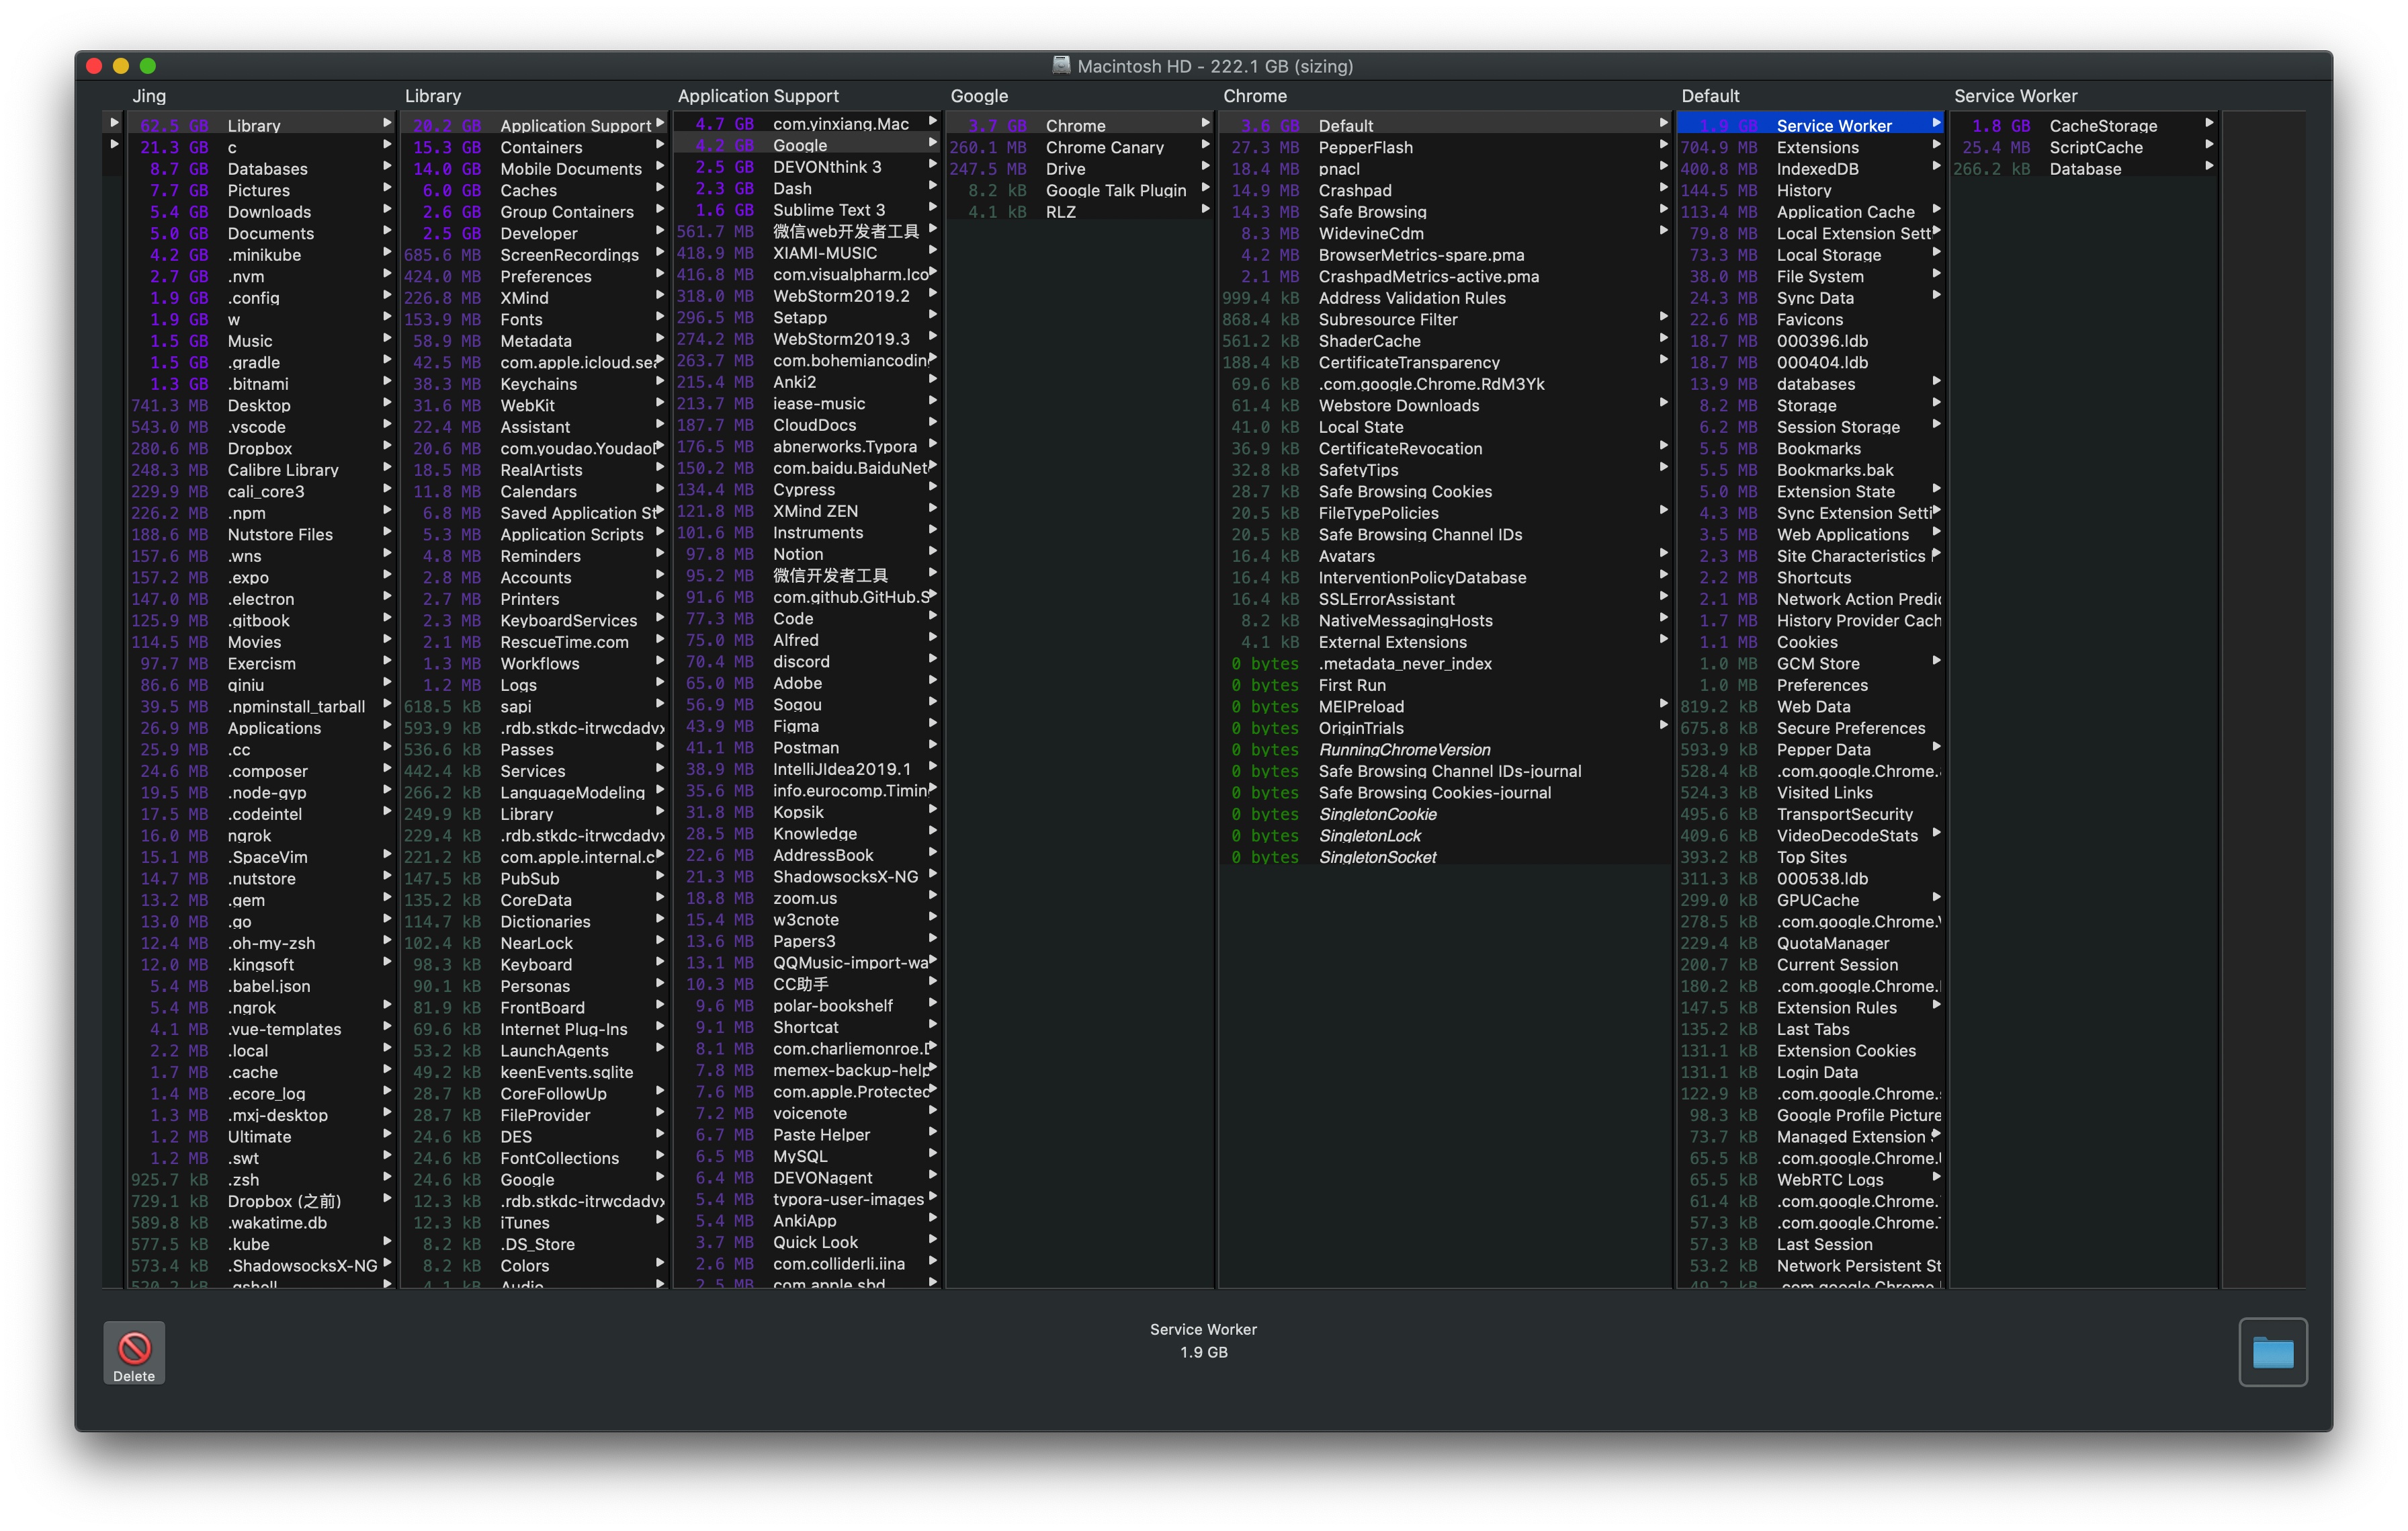 Macintosh HD - 222.1 GB (sizing)
Jing
62.5 GB Library
21.3 GB c
8.7 GB Databases
7.7 GB Pictures
5.4 GB Downloads
5.0 GB Documents
4.2 GB .minikube
2.7 GB .nvm
1.9 GB .config
1.9 GB w
1.5 GB Music
1.5 GB .gradle
1.3 GB .bitnami
741.3 MB Desktop
543.0 MB .vscode
280.6 MB Dropbox
248.3 MB Calibre Library
229.9 MB cali_core3
226.2 MB .npm
188.6 MB Nutstore Files
157.6 MB .wns
157.2 MB .expo
147.0 MB .electron
125.9 MB .gitbook
114.5 MB Movies
97.7 MB Exercism
86.6 MB qiniu
39.5 MB .npminstall_tarball
26.9 MB Applications
25.9 MB .cc
24.6 MB .composer
19.5 MB .node-gyp
17.5 MB .codeintel
16.0 MB ngrok
15.1 MB .SpaceVim
14.7 MB .nutstore
13.2 MB .gem
13.0 MB .go
12.4 MB .oh-my-zsh
12.0 MB .kingsoft
5.4 MB .babel.json
5.4 MB .ngrok
4.1 MB .vue-templates
2.2 MB .local
1.7 MB .cache
1.4 MB .ecore_log
1.3 MB .mxj-desktop
1.2 MB Ultimate
1.2 MB .swt
925.7 kB .zsh
729.1 kB Dropbox (之前)
589.8 kB .wakatime.db
577.5 kB .kube
573.4 kB .ShadowsocksX-NG
Library
20.2 GB Application Support
15.3 GB Containers
14.0 GB Mobile Documents
6.0 GB Caches
2.6 GB Group Containers
2.5 GB Developer
685.6 MB ScreenRecordings
424.0 MB Preferences
226.8 MB XMind
153.9 MB Fonts
58.9 MB Metadata
42.5 MB com.apple.icloud.sea
38.3 MB Keychains
31.6 MB WebKit
22.4 MB Assistant
20.6 MB com.youdao.Youdao
18.5 MB RealArtists
11.8 MB Calendars
6.8 MB Saved Application St
5.3 MB Application Scripts
4.8 MB Reminders
2.8 MB Accounts
2.7 MB Printers
2.3 MB KeyboardServices
2.1 MB RescueTime.com
1.3 MB Workflows
1.2 MB Logs
618.5 kB sapi
593.9 kB .rdb.stkdc-itrwcdadvx
536.6 kB Passes
442.4 kB Services
266.2 kB LanguageModeling
249.9 kB Library
229.4 kB .rdb.stkdc-itrwcdadvx
221.2 kB com.apple.internal.c
147.5 kB PubSub
135.2 kB CoreData
114.7 kB Dictionaries
102.4 kB NearLock
98.3 kB Keyboard
90.1 kB Personas
81.9 kB FrontBoard
69.6 kB Internet Plug-Ins
53.2 kB LaunchAgents
49.2 kB keenEvents.sqlite
28.7 kB CoreFollowUp
28.7 kB FileProvider
24.6 kB DES
24.6 kB FontCollections
24.6 kB Google
12.3 kB .rdb.stkdc-itrwcdadvx
12.3 kB iTunes
8.2 kB .DS_Store
8.2 kB Colors
4.1 kB Audio
Application Support
4.7 GB com.yinxiang.Mac
4.2 GB Google
2.5 GB DEVONthink 3
2.3 GB Dash
1.6 GB Sublime Text 3
561.7 MB 微信web开发者工具
418.9 MB XIAMI-MUSIC
416.8 MB com.visualpharm.Ico
318.0 MB WebStorm2019.2
296.5 MB Setapp
274.2 MB WebStorm2019.3
263.7 MB com.bohemiancodin
215.4 MB Anki2
213.7 MB iease-music
187.7 MB CloudDocs
176.5 MB abnerworks.Typora
150.2 MB com.baidu.BaiduNet
134.4 MB Cypress
121.8 MB XMind ZEN
101.6 MB Instruments
97.8 MB Notion
95.2 MB 微信开发者工具
91.6 MB com.github.GitHub.S
77.3 MB Code
75.0 MB Alfred
70.4 MB discord
65.0 MB Adobe
56.9 MB Sogou
43.9 MB Figma
41.1 MB Postman
38.9 MB IntelliJIdea2019.1
35.6 MB info.eurocomp.Timin
31.8 MB Kopsik
28.5 MB Knowledge
22.6 MB AddressBook
21.3 MB ShadowsocksX-NG
18.8 MB zoom.us
15.4 MB w3cnote
13.6 MB Papers3
13.1 MB QQMusic-import-wa
10.3 MB CC助手
9.6 MB polar-bookshelf
9.1 MB Shortcat
8.1 MB com.charliemonroe.D
7.8 MB memex-backup-help
7.6 MB com.apple.Protected
7.2 MB voicenote
6.7 MB Paste Helper
6.5 MB MySQL
6.4 MB DEVONagent
5.4 MB typora-user-images
5.4 MB AnkiApp
3.7 MB Quick Look
2.6 MB com.colliderli.iina
2.5 MB com.apple.sbd
Google
3.7 GB Chrome
260.1 MB Chrome Canary
247.5 MB Drive
8.2 kB Google Talk Plugin
4.1 kB RLZ
Chrome
3.6 GB Default
27.3 MB PepperFlash
18.4 MB pnacl
14.9 MB Crashpad
14.3 MB Safe Browsing
8.3 MB WidevineCdm
4.2 MB BrowserMetrics-spare.pma
2.1 MB CrashpadMetrics-active.pma
999.4 kB Address Validation Rules
868.4 kB Subresource Filter
561.2 kB ShaderCache
188.4 kB CertificateTransparency
69.6 kB .com.google.Chrome.RdM3Yk
61.4 kB Webstore Downloads
41.0 kB Local State
36.9 kB CertificateRevocation
32.8 kB SafetyTips
28.7 kB Safe Browsing Cookies
20.5 kB FileTypePolicies
20.5 kB Safe Browsing Channel IDs
16.4 kB Avatars
16.4 kB InterventionPolicyDatabase
16.4 kB SSLErrorAssistant
8.2 kB NativeMessagingHosts
4.1 kB External Extensions
0 bytes .metadata_never_index
0 bytes First Run
0 bytes MEIPreload
0 bytes OriginTrials
0 bytes RunningChromeVersion
0 bytes Safe Browsing Channel IDs-journal
0 bytes Safe Browsing Cookies-journal
0 bytes SingletonCookie
0 bytes SingletonLock
0 bytes SingletonSocket
Default
1.9 GB Service Worker
704.9 MB Extensions
400.8 MB IndexedDB
144.5 MB History
113.4 MB Application Cache
79.8 MB Local Extension Sett
73.3 MB Local Storage
38.0 MB File System
24.3 MB Sync Data
22.6 MB Favicons
18.7 MB 000396.ldb
18.7 MB 000404.ldb
13.9 MB databases
8.2 MB Storage
6.2 MB Session Storage
5.5 MB Bookmarks
5.5 MB Bookmarks.bak
5.0 MB Extension State
4.3 MB Sync Extension Setti
3.5 MB Web Applications
2.3 MB Site Characteristics
2.2 MB Shortcuts
2.1 MB Network Action Predic
1.7 MB History Provider Cach
1.1 MB Cookies
1.0 MB GCM Store
1.0 MB Preferences
819.2 kB Web Data
675.8 kB Secure Preferences
593.9 kB Pepper Data
528.4 kB .com.google.Chrome.
524.3 kB Visited Links
495.6 kB TransportSecurity
409.6 kB VideoDecodeStats
393.2 kB Top Sites
311.3 kB 000538.ldb
299.0 kB GPUCache
278.5 kB .com.google.Chrome.
229.4 kB QuotaManager
200.7 kB Current Session
180.2 kB .com.google.Chrome.
147.5 kB Extension Rules
135.2 kB Last Tabs
131.1 kB Extension Cookies
131.1 kB Login Data
122.9 kB .com.google.Chrome.
98.3 kB Google Profile Picture
73.7 kB Managed Extension
65.5 kB .com.google.Chrome.
65.5 kB WebRTC Logs
61.4 kB .com.google.Chrome.
57.3 kB .com.google.Chrome.
57.3 kB Last Session
53.2 kB Network Persistent St
49.2 kB .com.google.Chrome.
Service Worker
1.8 GB CacheStorage
25.4 MB ScriptCache
266.2 kB Database
Delete
Service Worker
1.9 GB